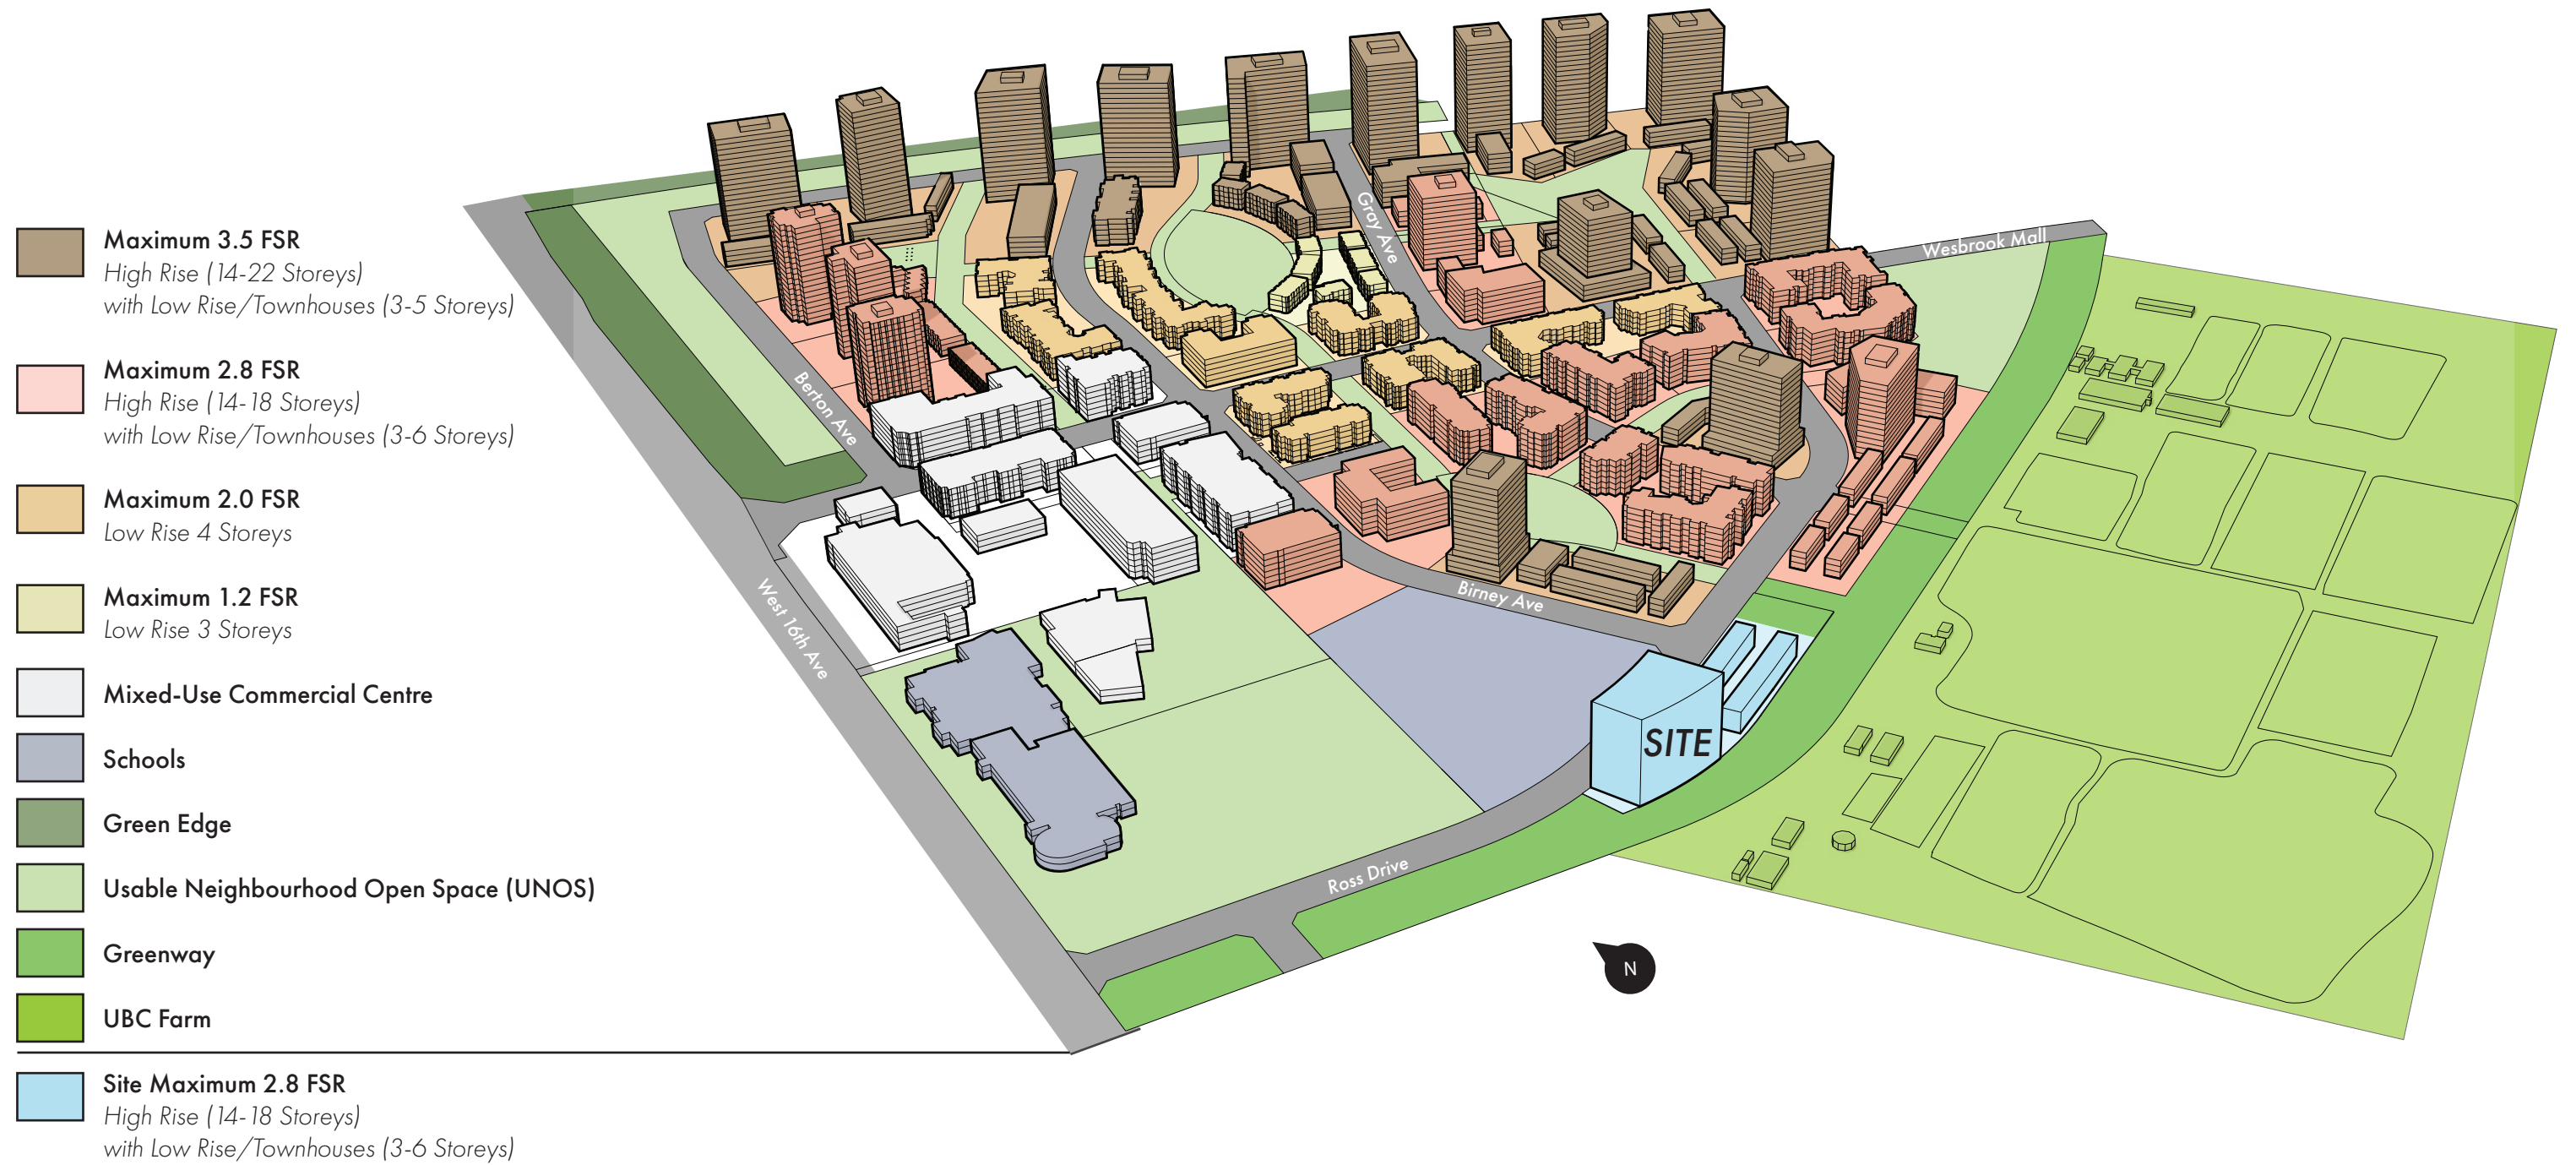 Maximum 3.5 FSR
High Rise (14-22 Storeys)
with Low Rise/Townhouses (3-5 Storeys)
Maximum 2.8 FSR
High Rise (14-18 Storeys)
with Low Rise/Townhouses (3-6 Storeys)
Maximum 2.0 FSR
Low Rise 4 Storeys
Maximum 1.2 FSR
Low Rise 3 Storeys
Mixed-Use Commercial Centre
Schools
Green Edge
Usable Neighbourhood Open Space (UNOS)
Greenway
UBC Farm
Site Maximum 2.8 FSR
High Rise (14-18 Storeys)
with Low Rise/Townhouses (3-6 Storeys)
Gray Ave
Wesbrook Mall
Berton Ave
West 16th Ave
Birney Ave
SITE
Ross Drive
N